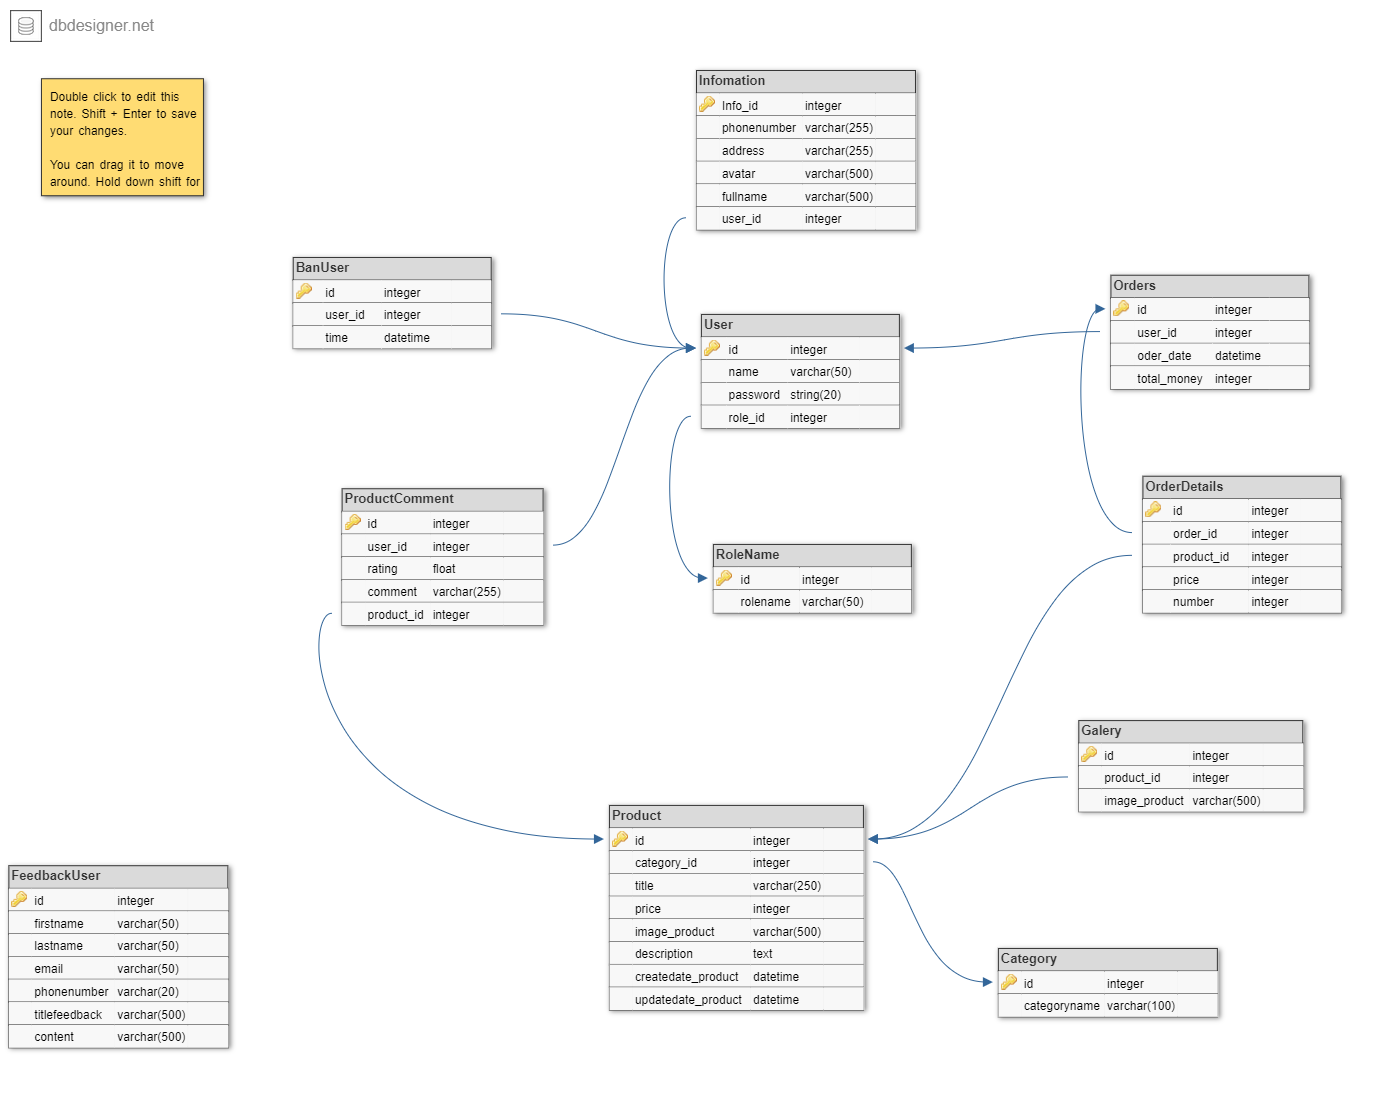 dbdesigner.net
Double click to edit this
note. Shift + Enter to save
your changes.
You can drag it to move
around. Hold down shift for
Infomation
Info_id integer
phonenumber varchar(255)
address varchar(255)
avatar varchar(500)
fullname varchar(500)
user_id integer
BanUser
id integer
user_id integer
time datetime
User
id integer
name varchar(50)
password string(20)
role_id integer
Orders
id integer
user_id integer
oder_date datetime
total_money integer
ProductComment
id integer
user_id integer
rating float
comment varchar(255)
product_id integer
RoleName
id integer
rolename varchar(50)
OrderDetails
id integer
order_id integer
product_id integer
price integer
number integer
Galery
id integer
product_id integer
image_product varchar(500)
Product
id integer
category_id integer
title varchar(250)
price integer
image_product varchar(500)
description text
createdate_product datetime
updatedate_product datetime
FeedbackUser
id integer
firstname varchar(50)
lastname varchar(50)
email varchar(50)
phonenumber varchar(20)
titlefeedback varchar(500)
content varchar(500)
Category
id integer
categoryname varchar(100)